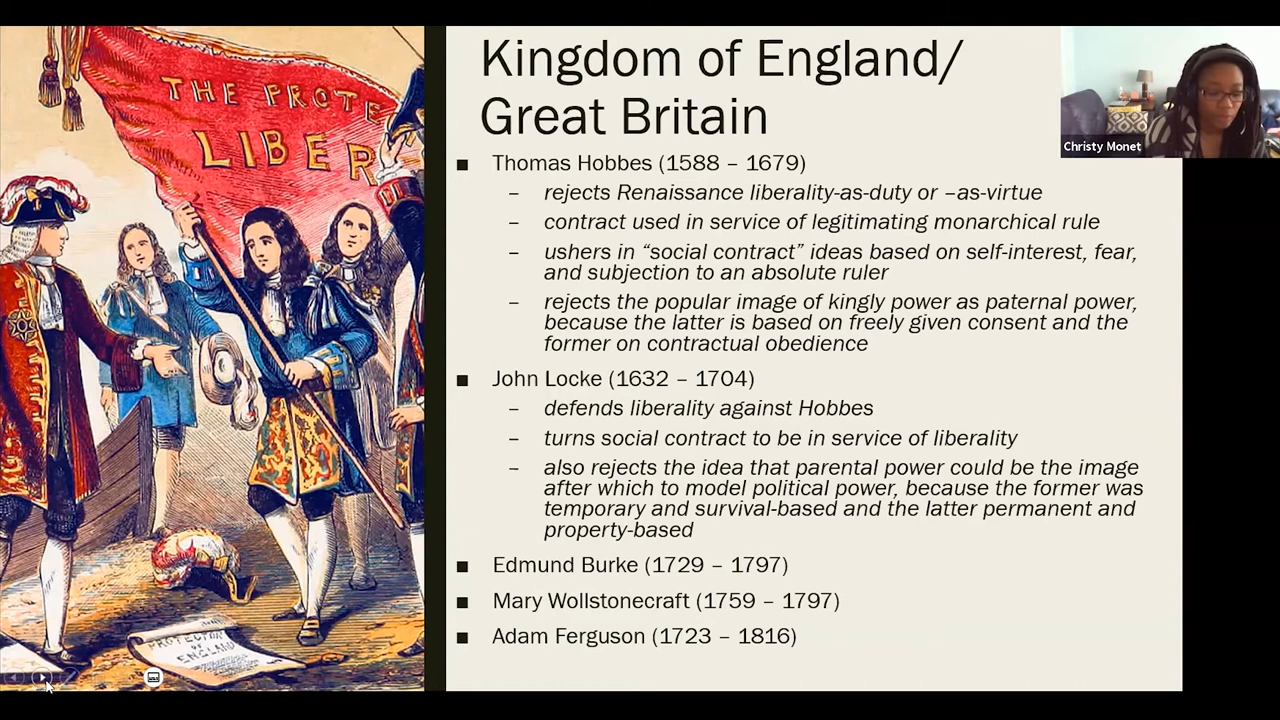 THE PROTE
LIBER
PROTECTOR
OF
ENGLAND
Kingdom of England/
Great Britain
Christy Monet
■ Thomas Hobbes (1588 – 1679)
– rejects Renaissance liberality-as-duty or –as-virtue
– contract used in service of legitimating monarchical rule
– ushers in “social contract” ideas based on self-interest, fear,
and subjection to an absolute ruler
– rejects the popular image of kingly power as paternal power,
because the latter is based on freely given consent and the
former on contractual obedience
■ John Locke (1632 – 1704)
– defends liberality against Hobbes
– turns social contract to be in service of liberality
– also rejects the idea that parental power could be the image
after which to model political power, because the former was
temporary and survival-based and the latter permanent and
property-based
■ Edmund Burke (1729 – 1797)
■ Mary Wollstonecraft (1759 – 1797)
■ Adam Ferguson (1723 – 1816)